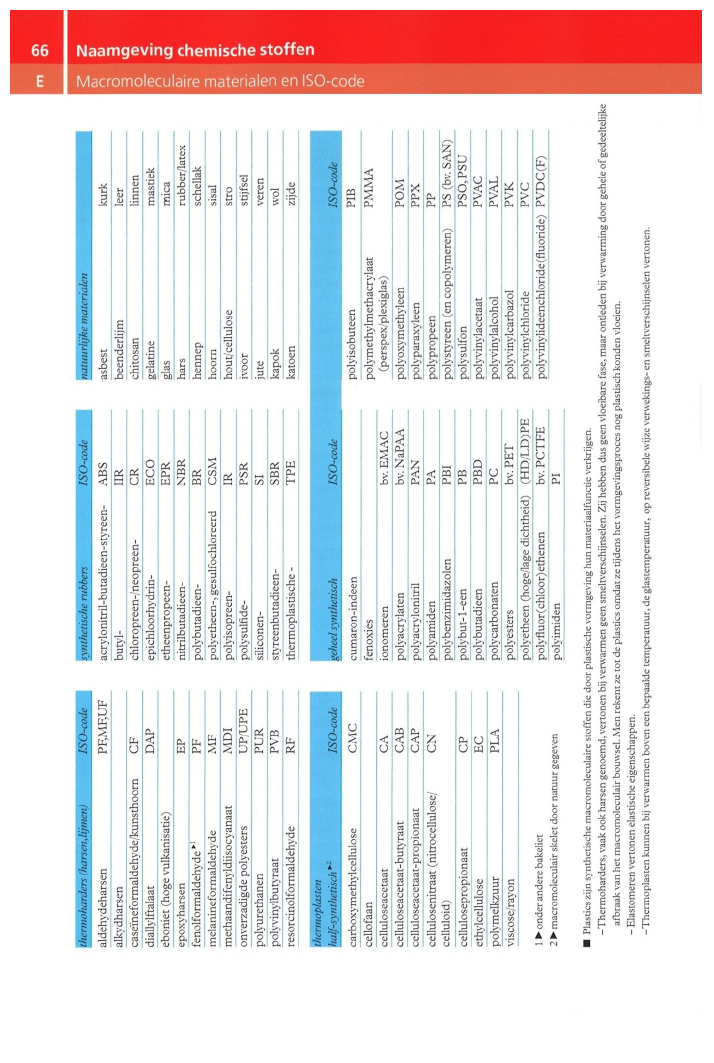 66 Naamgeving chemische stoffen
E Macromoleculaire materialen en ISO-code
thermoharders (harsen,lijmen) ISO-code
aldehydeharsen PF,MF,UF
alkydharsen
caseïneformaldehyde/kunsthoorn CF
diallylftalaat DAP
eboniet (hoge vulkanisatie)
epoxyharsen EP
fenolformaldehyde ►1 PF
melamineformaldehyde MF
methaandifenyldiisocyanaat MDI
onverzadigde polyesters UP/UPE
polyurethanen PUR
polyvinylbutyraat PVB
resorcinolformaldehyde RF
synthetische rubbers ISO-code
acrylonitril-butadieen-styreen- ABS
butyl- IIR
chloropreen-/neopreen- CR
epichloorhydrin- ECO
etheenpropeen- EPR
nitrilbutadieen- NBR
polybutadieen- BR
polyetheen-, gesulfochloreerd CSM
polyisopreen- IR
polysulfide- PSR
siliconen- SI
styreenbutadieen- SBR
thermoplastische - TPE
natuurlijke materialen
asbest kurk
beenderlijm leer
chitosan linnen
gelatine mastiek
glas mica
hars rubber/latex
hennep schellak
hoorn sisal
hout/cellulose stro
ivoor stijfsel
jute veren
kapok wol
katoen zijde
thermoplasten
half-synthetisch ►2 ISO-code
carboxymethylcellulose CMC
cellofaan
celluloseacetaat CA
celluloseacetaat-butyraat CAB
celluloseacetaat-propionaat CAP
cellulosenitraat (nitrocellulose/ CN
celluloid)
cellulosepropionaat CP
ethylcellulose EC
polymelkzuur PLA
viscose/rayon
geheel synthetisch ISO-code
cumaron-indeen
fenoxies
ionomeren bv. EMAC
polyacrylaten bv. NaPAA
polyacrylonitril PAN
polyamiden PA
polybenzimidazolen PBI
polybut-1-een PB
polybutadieen PBD
polycarbonaten PC
polyesters bv. PET
polyetheen (hoge/lage dichtheid) (HD/LD)PE
polyfluor(chloor)ethenen bv. PCTFE
polyimiden PI
ISO-code
polyisobuteen PIB
polymethylmethacrylaat PMMA
(perspex/plexiglas)
polyoxymethyleen POM
polyparaxyleen PPX
polypropeen PP
polystyreen (en copolymeren) PS (bv. SAN)
polysulfon PSO, PSU
polyvinylacetaat PVAC
polyvinylalcohol PVAL
polyvinylcarbazol PVK
polyvinylchloride PVC
polyvinylideenchloride(fluoride) PVDC(F)
1 ► onder andere bakeliet
2 ► macromoleculair skelet door natuur gegeven
■ Plastics zijn synthetische macromoleculaire stoffen die door plastische vormgeving hun materiaalfunctie verkrijgen.
– Thermoharders, vaak ook harsen genoemd, vertonen bij verwarmen geen smeltverschijnselen. Zij hebben dus geen vloeibare fase, maar ontleden bij verwarming door gehele of gedeeltelijke
afbraak van het macromoleculair bouwsel. Men rekent ze tot de plastics omdat ze tijdens het vormgevingsproces nog plastisch konden vloeien.
– Elastomeren vertonen elastische eigenschappen.
– Thermoplasten kunnen bij verwarmen boven een bepaalde temperatuur, de glastemperatuur, op reversibele wijze verwekings- en smeltverschijnselen vertonen.